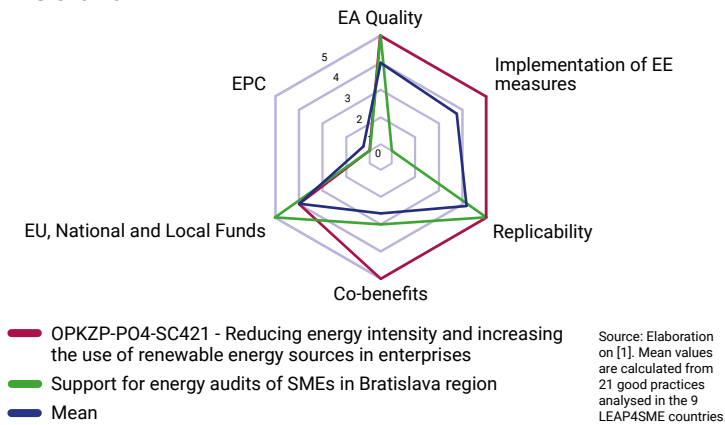 EA Quality
Implementation of EE
measures
EPC
5
4
3
2
0
EU, National and Local Funds
Replicability
Co-benefits
OPKZP-PO4-SC421 - Reducing energy intensity and increasing
the use of renewable energy sources in enterprises
Support for energy audits of SMEs in Bratislava region
Mean
Source: Elaboration
on [1]. Mean values
are calculated from
21 good practices
analysed in the 9
LEAP4SME countries.